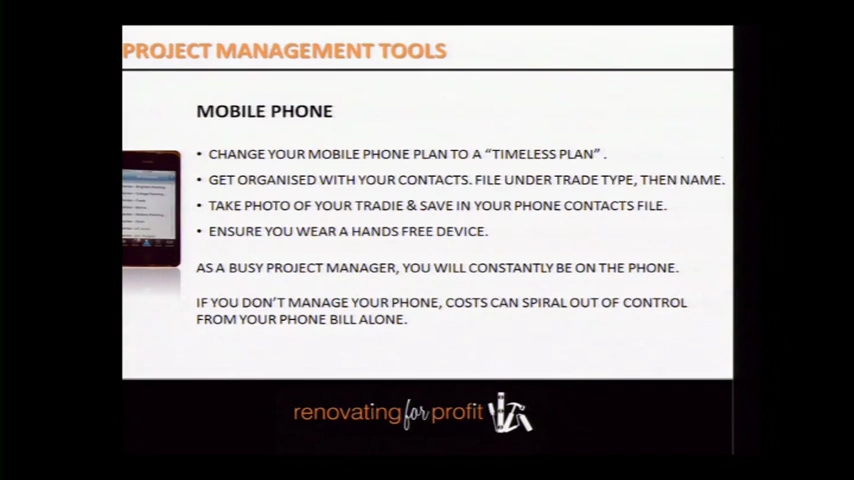 PROJECT MANAGEMENT TOOLS
MOBILE PHONE
• CHANGE YOUR MOBILE PHONE PLAN TO A “TIMELESS PLAN” .
• GET ORGANISED WITH YOUR CONTACTS. FILE UNDER TRADE TYPE, THEN NAME.
• TAKE PHOTO OF YOUR TRADIE & SAVE IN YOUR PHONE CONTACTS FILE.
• ENSURE YOU WEAR A HANDS FREE DEVICE.
AS A BUSY PROJECT MANAGER, YOU WILL CONSTANTLY BE ON THE PHONE.
IF YOU DON’T MANAGE YOUR PHONE, COSTS CAN SPIRAL OUT OF CONTROL
FROM YOUR PHONE BILL ALONE.
renovating for profit